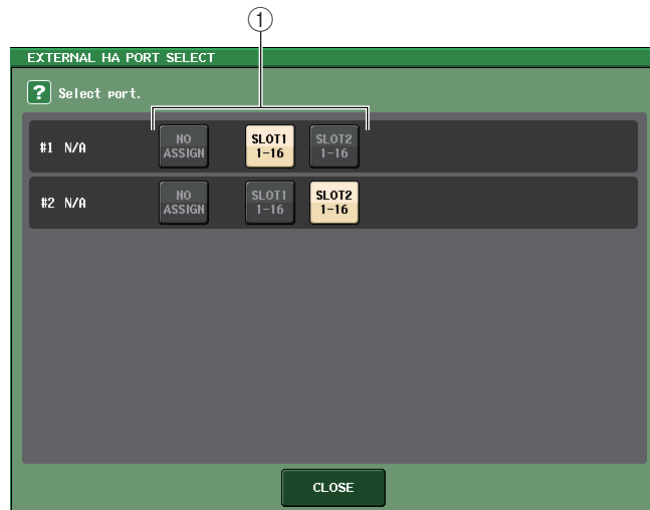 ①
EXTERNAL HA PORT SELECT
? Select port.
#1 N/A
NO
ASSIGN
SLOT1
1-16
SLOT2
1-16
#2 N/A
NO
ASSIGN
SLOT1
1-16
SLOT2
1-16
CLOSE